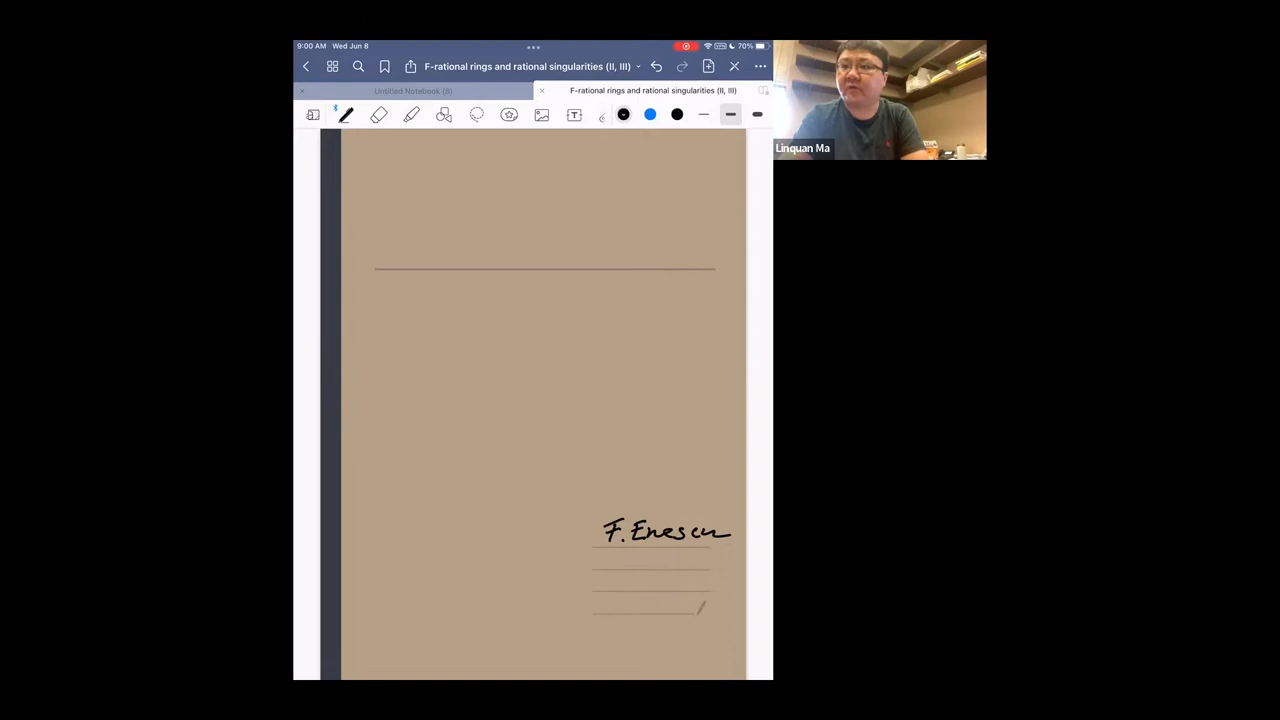 9:00 AM Wed Jun 8
70%
F-rational rings and rational singularities (II, III)
Untitled Notebook (8)
F-rational rings and rational singularities (II, III)
Linquan Ma
F. Enescu